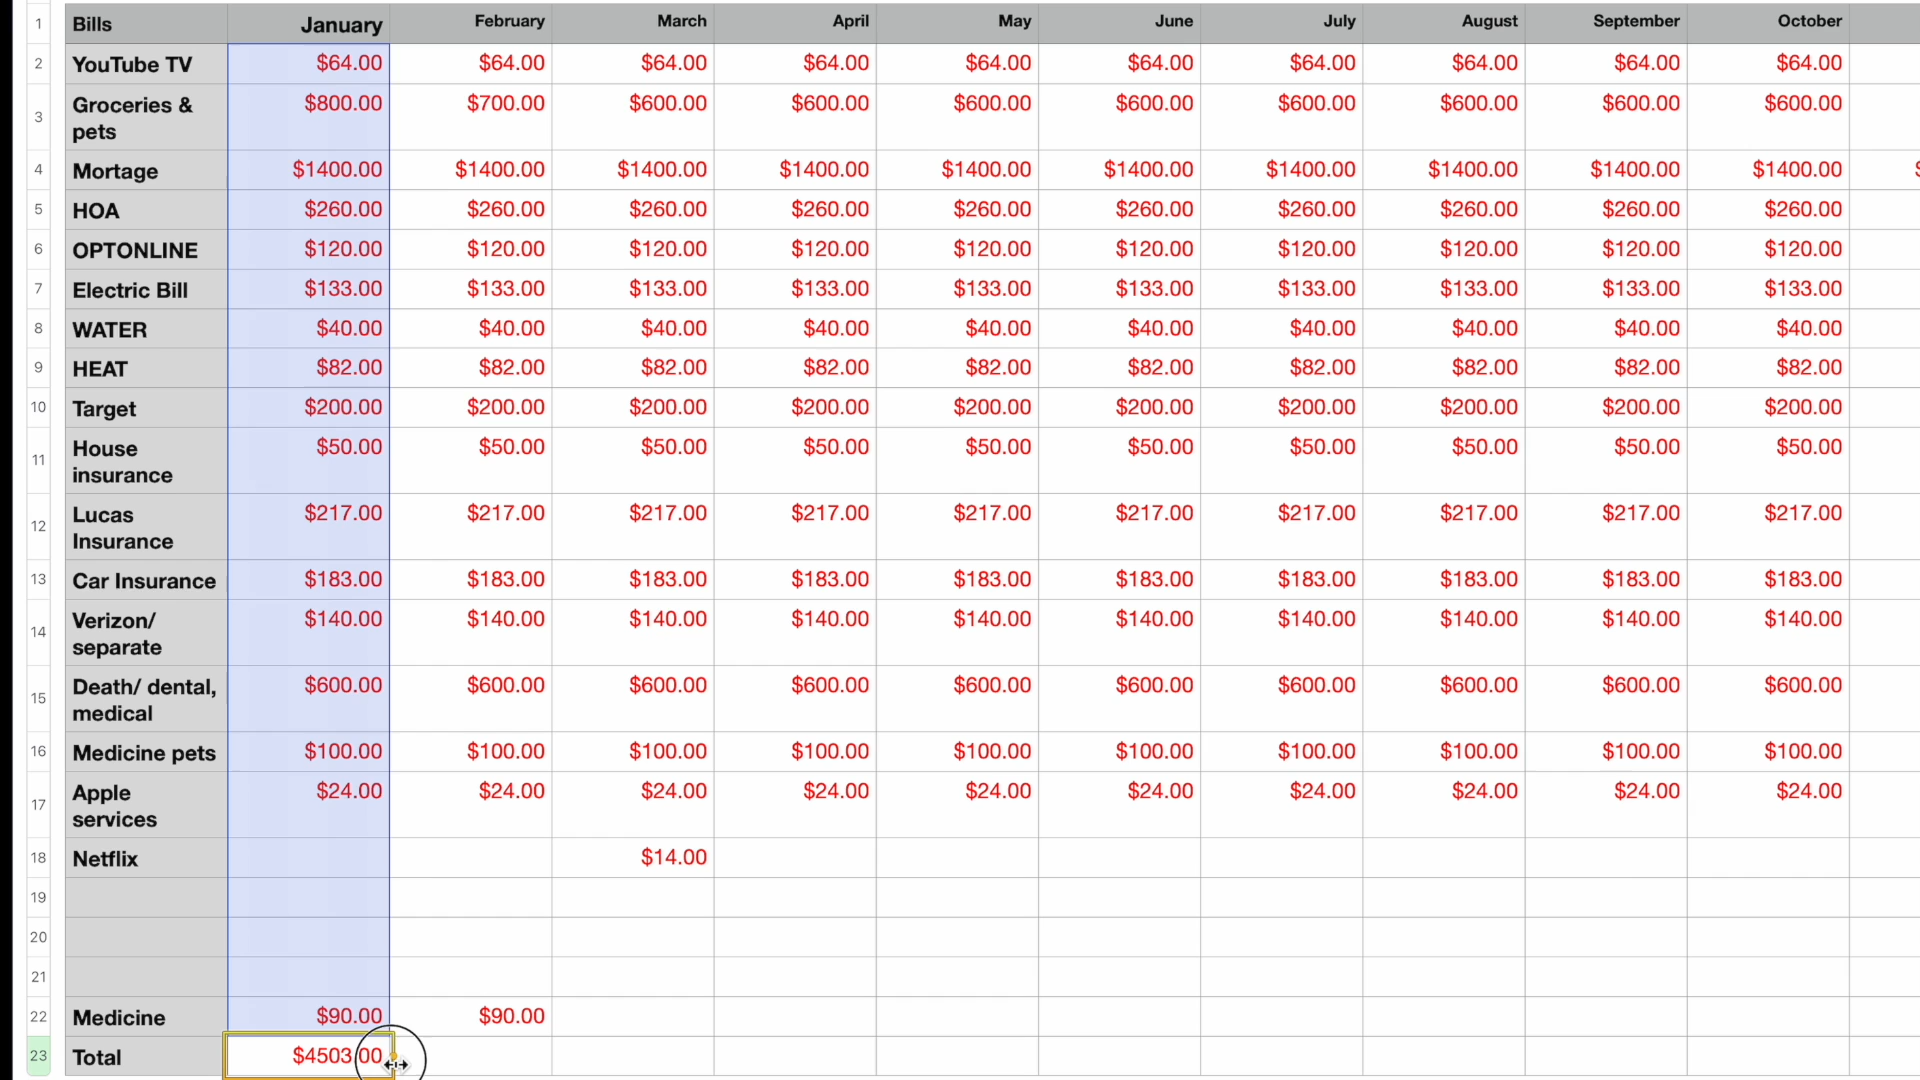 1 Bills January February March April May June July August September October
2 YouTube TV $64.00 $64.00 $64.00 $64.00 $64.00 $64.00 $64.00 $64.00 $64.00 $64.00
3 Groceries & $800.00 $700.00 $600.00 $600.00 $600.00 $600.00 $600.00 $600.00 $600.00 $600.00
pets
4 Mortage $1400.00 $1400.00 $1400.00 $1400.00 $1400.00 $1400.00 $1400.00 $1400.00 $1400.00 $1400.00
5 HOA $260.00 $260.00 $260.00 $260.00 $260.00 $260.00 $260.00 $260.00 $260.00 $260.00
6 OPTONLINE $120.00 $120.00 $120.00 $120.00 $120.00 $120.00 $120.00 $120.00 $120.00 $120.00
7 Electric Bill $133.00 $133.00 $133.00 $133.00 $133.00 $133.00 $133.00 $133.00 $133.00 $133.00
8 WATER $40.00 $40.00 $40.00 $40.00 $40.00 $40.00 $40.00 $40.00 $40.00 $40.00
9 HEAT $82.00 $82.00 $82.00 $82.00 $82.00 $82.00 $82.00 $82.00 $82.00 $82.00
10 Target $200.00 $200.00 $200.00 $200.00 $200.00 $200.00 $200.00 $200.00 $200.00 $200.00
11 House $50.00 $50.00 $50.00 $50.00 $50.00 $50.00 $50.00 $50.00 $50.00 $50.00
insurance
12 Lucas $217.00 $217.00 $217.00 $217.00 $217.00 $217.00 $217.00 $217.00 $217.00 $217.00
Insurance
13 Car Insurance $183.00 $183.00 $183.00 $183.00 $183.00 $183.00 $183.00 $183.00 $183.00 $183.00
14 Verizon/ $140.00 $140.00 $140.00 $140.00 $140.00 $140.00 $140.00 $140.00 $140.00 $140.00
separate
15 Death/ dental, $600.00 $600.00 $600.00 $600.00 $600.00 $600.00 $600.00 $600.00 $600.00 $600.00
medical
16 Medicine pets $100.00 $100.00 $100.00 $100.00 $100.00 $100.00 $100.00 $100.00 $100.00 $100.00
17 Apple $24.00 $24.00 $24.00 $24.00 $24.00 $24.00 $24.00 $24.00 $24.00 $24.00
services
18 Netflix $14.00
19
20
21
22 Medicine $90.00 $90.00
23 Total $4503.00